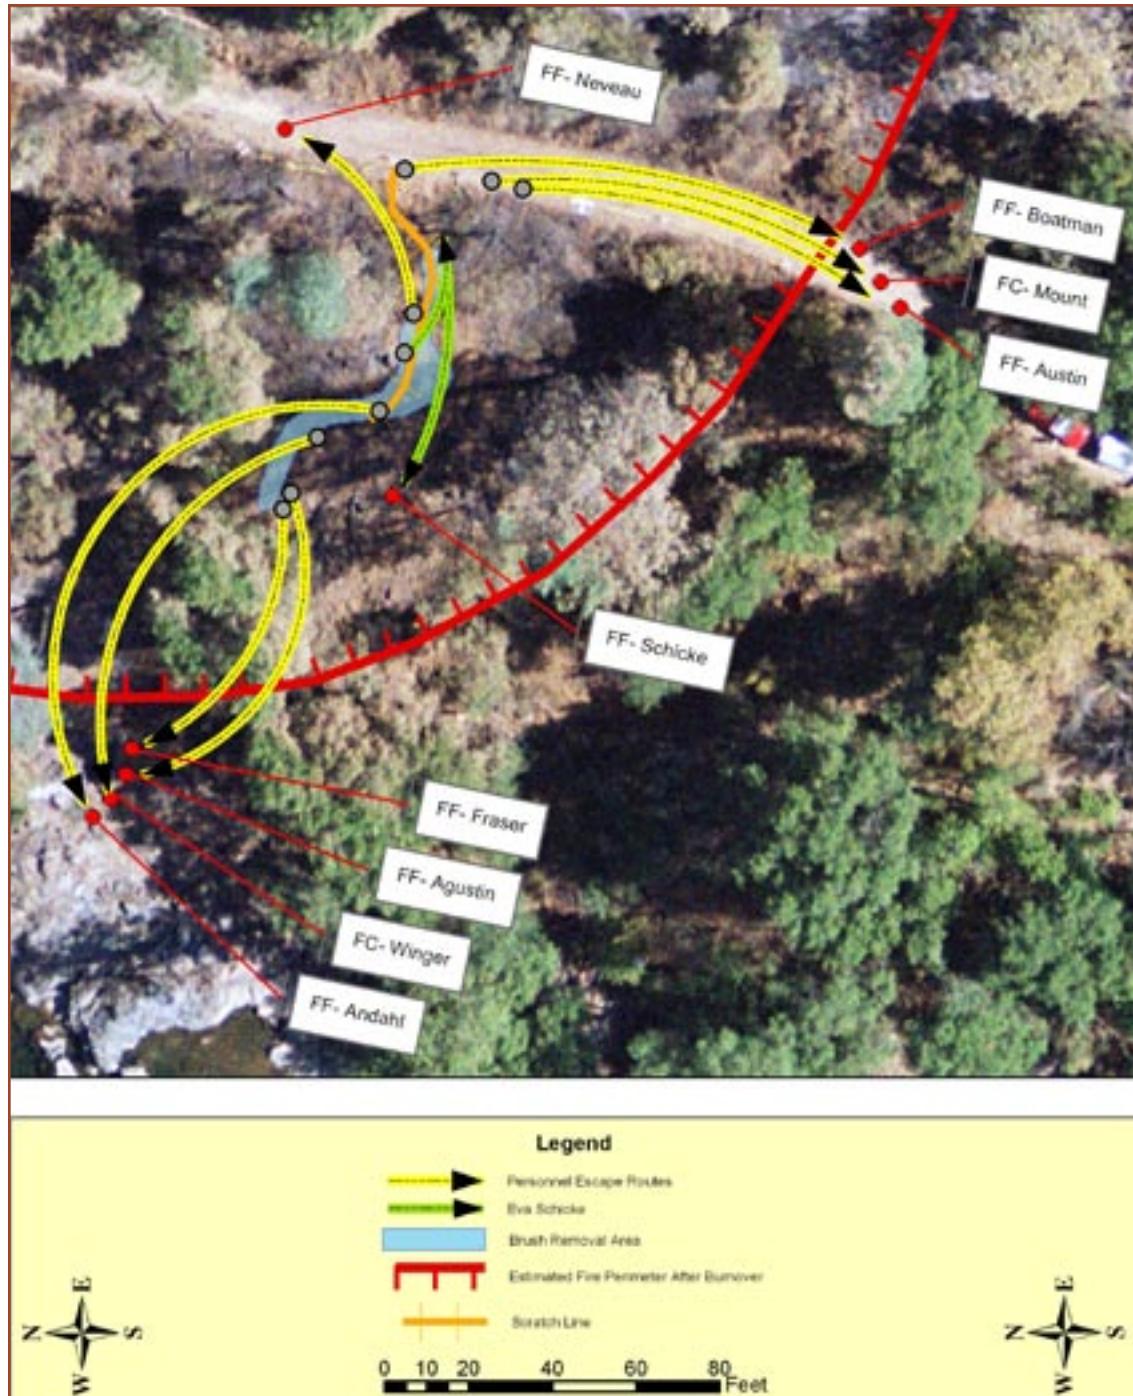 FF- Neveau
FF- Boatman
FC- Mount
FF- Austin
FF- Schicke
FF- Fraser
FF- Agustin
FC- Winger
FF- Andahl
Legend
Personnel Escape Routes
Eva Schicke
Brush Removal Area
Estimated Fire Perimeter After Burnover
Scratch Line
N E S W
N E S W
0 10 20 40 60 80 Feet